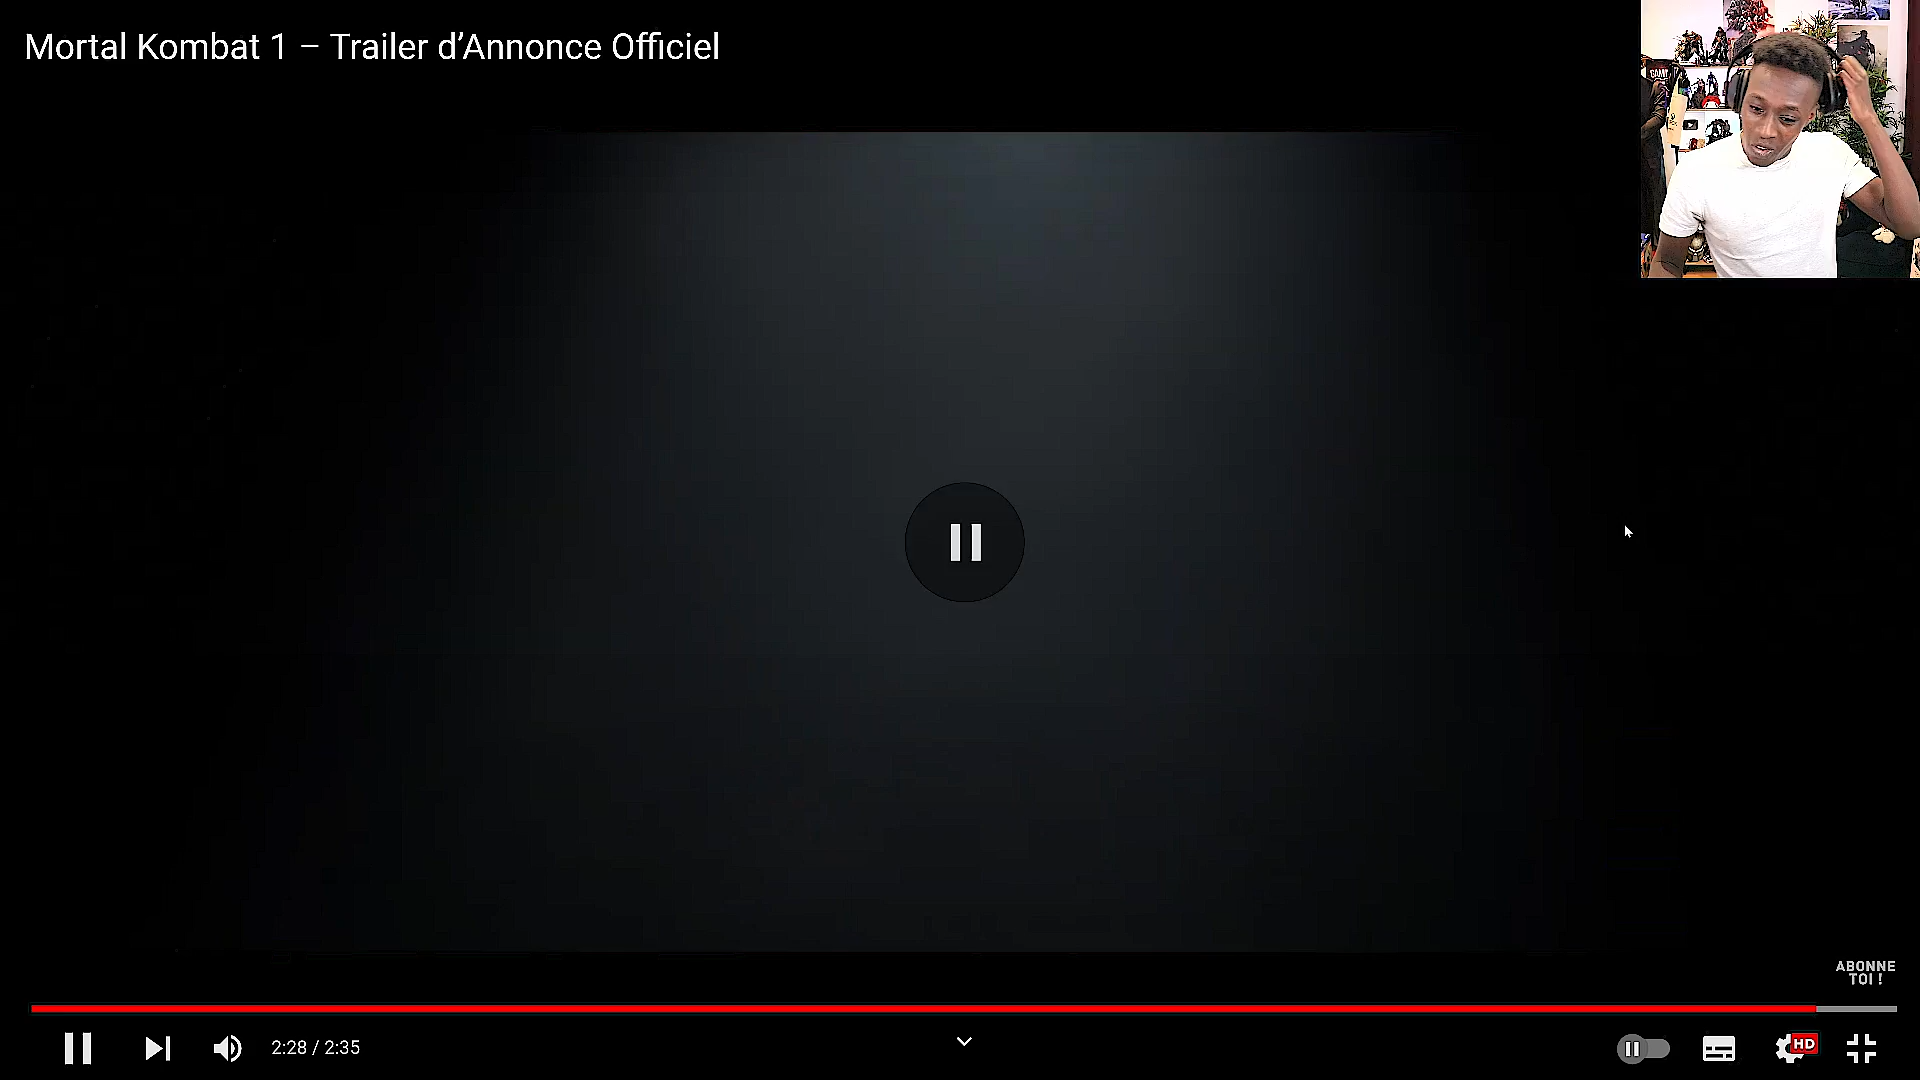 Mortal Kombat 1 – Trailer d’Annonce Officiel
ABONNE
TOI !
2:28 / 2:35
HD